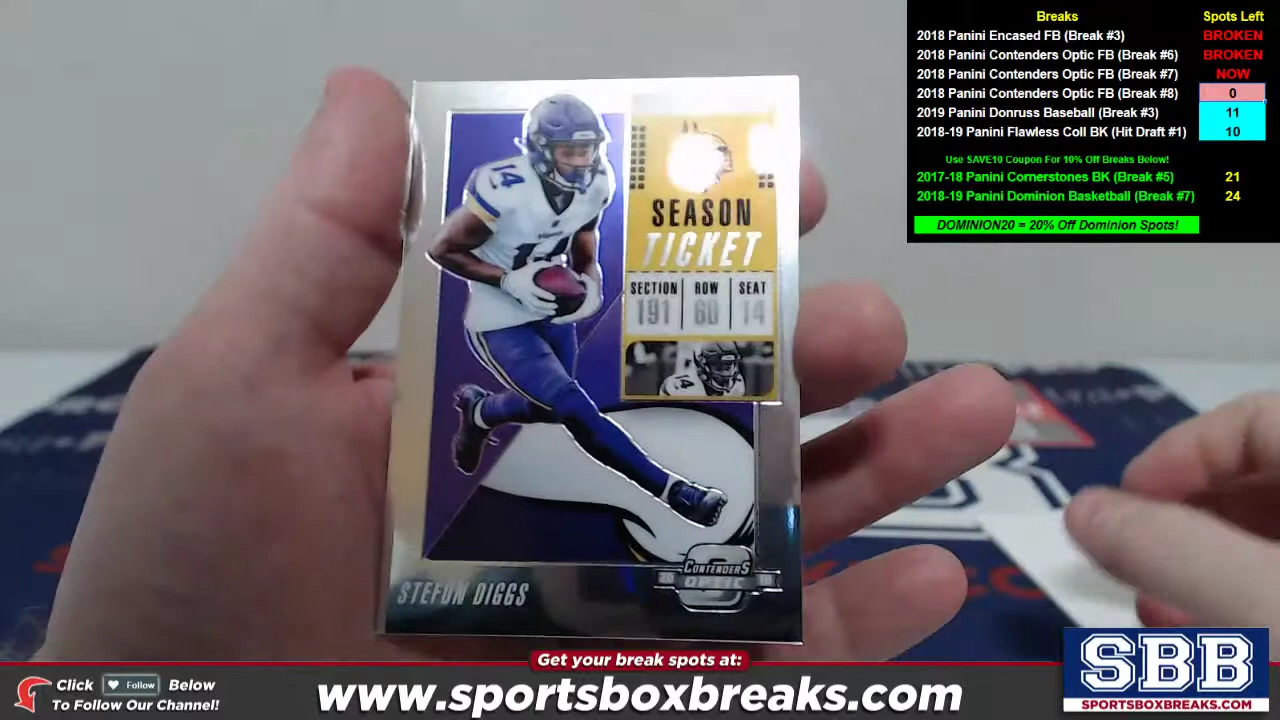 Breaks Spots Left
2018 Panini Encased FB (Break #3) BROKEN
2018 Panini Contenders Optic FB (Break #6) BROKEN
2018 Panini Contenders Optic FB (Break #7) NOW
2018 Panini Contenders Optic FB (Break #8) 0
2019 Panini Donruss Baseball (Break #3) 11
2018-19 Panini Flawless Coll BK (Hit Draft #1) 10
Use SAVE10 Coupon For 10% Off Breaks Below!
2017-18 Panini Cornerstones BK (Break #5) 21
2018-19 Panini Dominion Basketball (Break #7) 24
DOMINION20 = 20% Off Dominion Spots!
14
14
SEASON
TICKET
SECTION ROW SEAT
191 60 14
14
CONTENDERS
20 OPTIC 18
STEFON DIGGS
Get your break spots at:
Click Follow Below
To Follow Our Channel!
www.sportsboxbreaks.com
SBB
SPORTSBOXBREAKS.COM